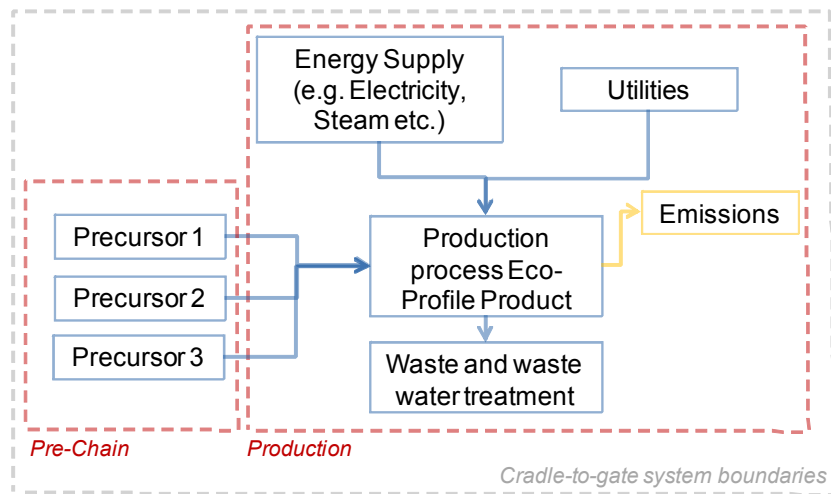 Energy Supply
(e.g. Electricity,
Steam etc.)
Utilities
Emissions
Precursor 1
Precursor 2
Precursor 3
Production
process Eco-
Profile Product
Waste and waste
water treatment
Pre-Chain
Production
Cradle-to-gate system boundaries